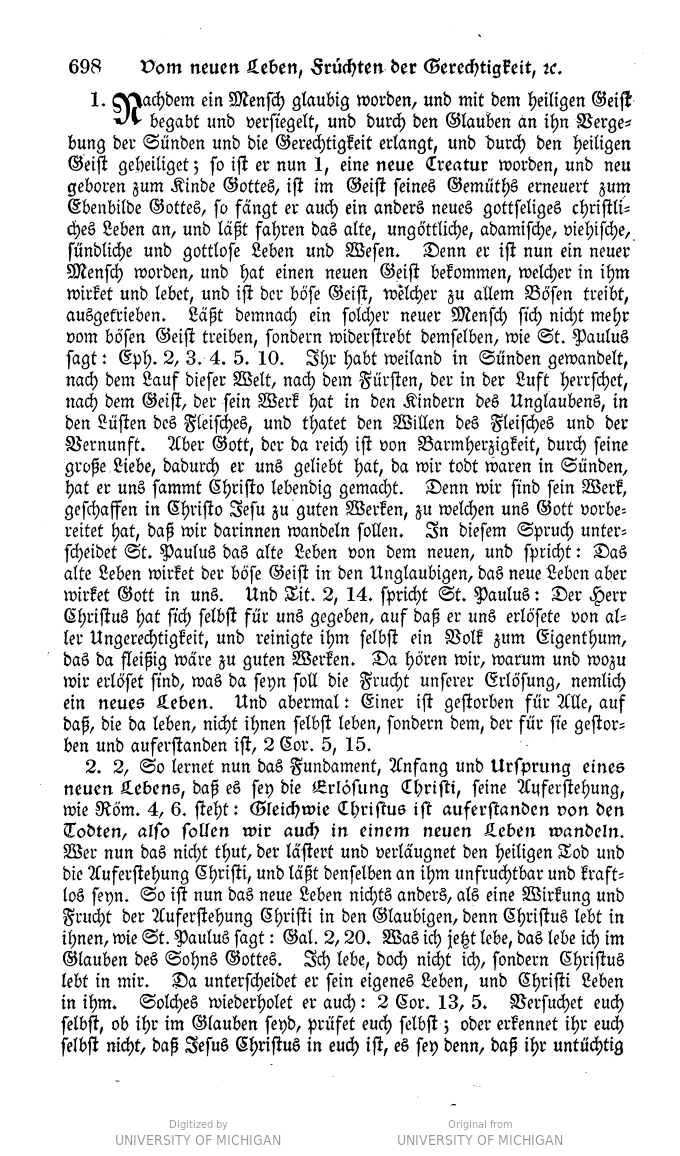 698 Vom neuen Leben, Früchten der Gerechtigkeit, ꝛc.
1. Nachdem ein Mensch glaubig worden, und mit dem heiligen Geist
begabt und versiegelt, und durch den Glauben an ihn Verge-
bung der Sünden und die Gerechtigkeit erlangt, und durch den heiligen
Geist geheiliget; so ist er nun 1, eine neue Creatur worden, und neu
geboren zum Kinde Gottes, ist im Geist seines Gemüths erneuert zum
Ebenbilde Gottes, so fängt er auch ein anders neues gottseliges christli-
ches Leben an, und läßt fahren das alte, ungöttliche, adamische, viehische,
sündliche und gottlose Leben und Wesen. Denn er ist nun ein neuer
Mensch worden, und hat einen neuen Geist bekommen, welcher in ihm
wirket und lebet, und ist der böse Geist, welcher zu allem Bösen treibt,
ausgetrieben. Läßt demnach ein solcher neuer Mensch sich nicht mehr
vom bösen Geist treiben, sondern widerstrebt demselben, wie St. Paulus
sagt: Eph. 2, 3. 4. 5. 10. Ihr habt weiland in Sünden gewandelt,
nach dem Lauf dieser Welt, nach dem Fürsten, der in der Luft herrschet,
nach dem Geist, der sein Werk hat in den Kindern des Unglaubens, in
den Lüsten des Fleisches, und thatet den Willen des Fleisches und der
Vernunft. Aber Gott, der da reich ist von Barmherzigkeit, durch seine
große Liebe, dadurch er uns geliebt hat, da wir todt waren in Sünden,
hat er uns sammt Christo lebendig gemacht. Denn wir sind sein Werk,
geschaffen in Christo Jesu zu guten Werken, zu welchen uns Gott vorbe-
reitet hat, daß wir darinnen wandeln sollen. In diesem Spruch unter-
scheidet St. Paulus das alte Leben von dem neuen, und spricht: Das
alte Leben wirket der böse Geist in den Unglaubigen, das neue Leben aber
wirket Gott in uns. Und Tit. 2, 14. spricht St. Paulus: Der Herr
Christus hat sich selbst für uns gegeben, auf daß er uns erlösete von al-
ler Ungerechtigkeit, und reinigte ihm selbst ein Volk zum Eigenthum,
das da fleißig wäre zu guten Werken. Da hören wir, warum und wozu
wir erlöset sind, was da seyn soll die Frucht unserer Erlösung, nemlich
ein neues Leben. Und abermal: Einer ist gestorben für Alle, auf
daß, die da leben, nicht ihnen selbst leben, sondern dem, der für sie gestor-
ben und auferstanden ist, 2 Cor. 5, 15.
2. 2, So lernet nun das Fundament, Anfang und Ursprung eines
neuen Lebens, daß es sey die Erlösung Christi, seine Auferstehung,
wie Röm. 4, 6. steht: Gleichwie Christus ist auferstanden von den
Todten, also sollen wir auch in einem neuen Leben wandeln.
Wer nun das nicht thut, der lästert und verläugnet den heiligen Tod und
die Auferstehung Christi, und läßt denselben an ihm unfruchtbar und kraft-
los seyn. So ist nun das neue Leben nichts anders, als eine Wirkung und
Frucht der Auferstehung Christi in den Glaubigen, denn Christus lebt in
ihnen, wie St. Paulus sagt: Gal. 2, 20. Was ich jetzt lebe, das lebe ich im
Glauben des Sohns Gottes. Ich lebe, doch nicht ich, sondern Christus
lebt in mir. Da unterscheidet er sein eigenes Leben, und Christi Leben
in ihm. Solches wiederholet er auch: 2 Cor. 13, 5. Versuchet euch
selbst, ob ihr im Glauben seyd, prüfet euch selbst; oder erkennet ihr euch
selbst nicht, daß Jesus Christus in euch ist, es sey denn, daß ihr untüchtig
Digitized by
UNIVERSITY OF MICHIGAN
Original from
UNIVERSITY OF MICHIGAN